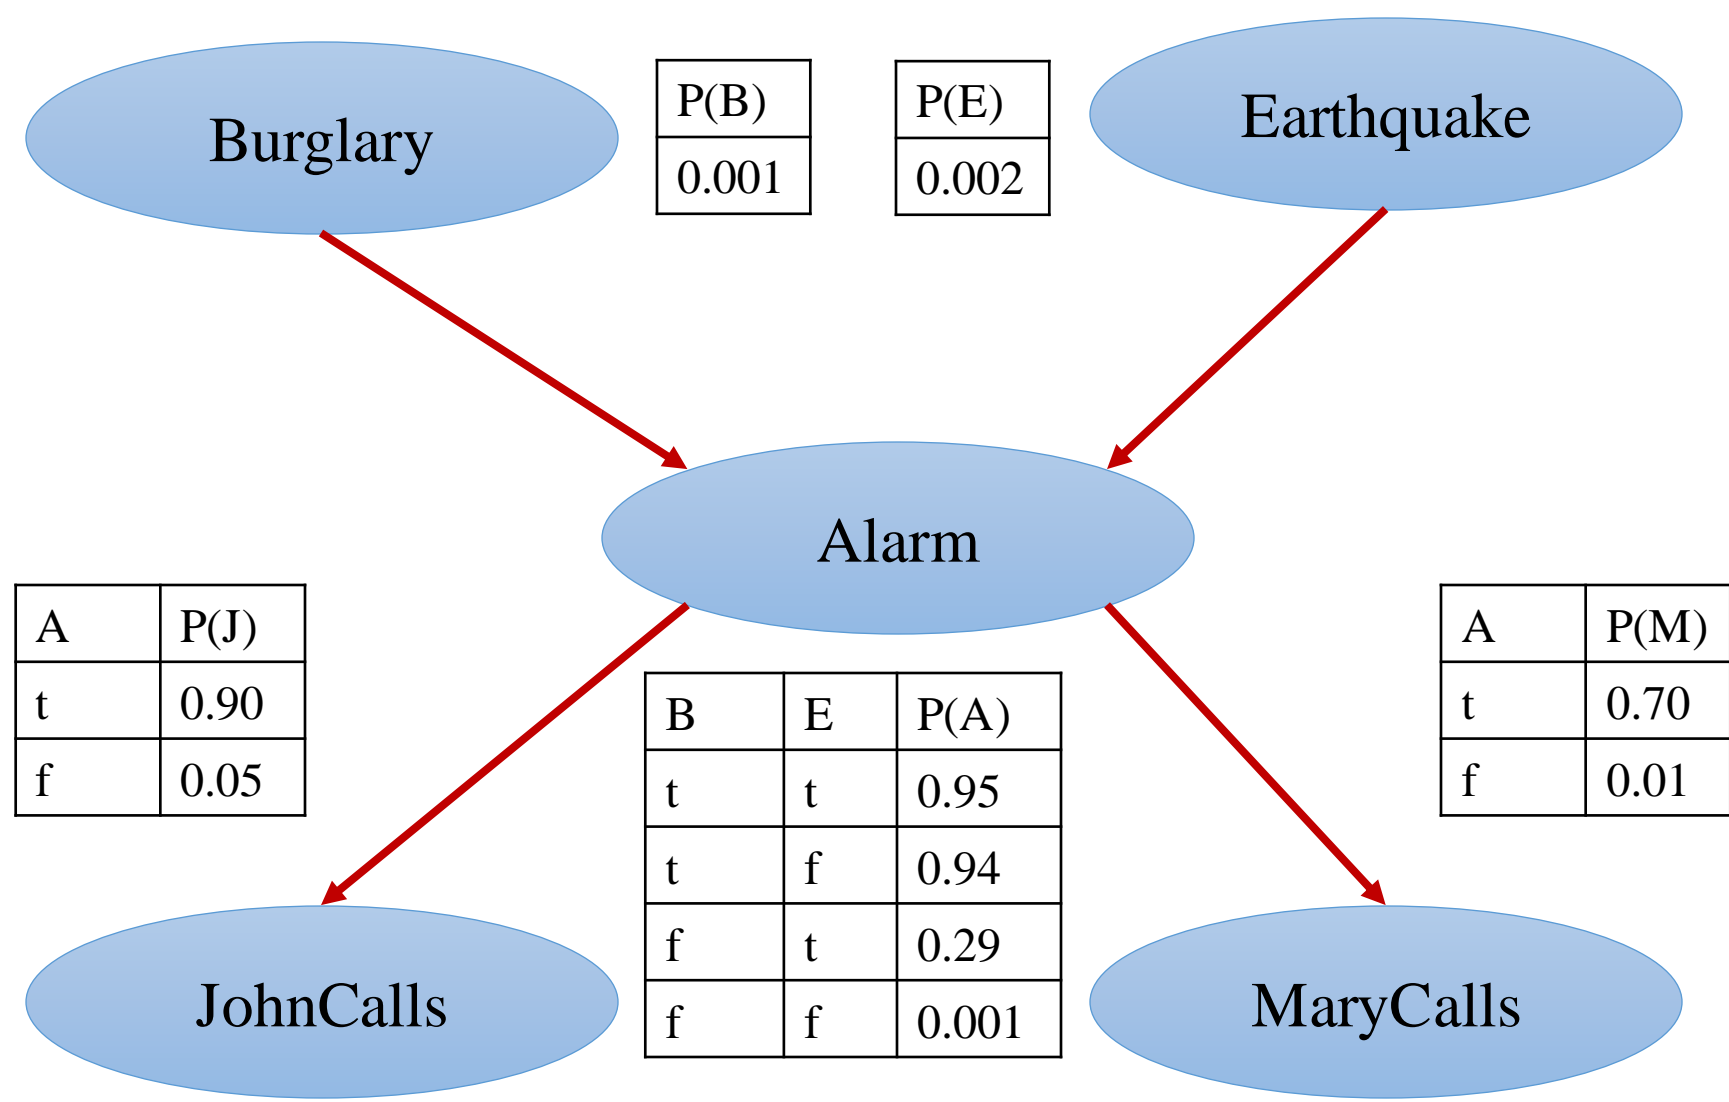 Burglary
P(B)
0.001
P(E)
0.002
Earthquake
Alarm
A P(J)
t 0.90
f 0.05
B E P(A)
t t 0.95
t f 0.94
f t 0.29
f f 0.001
A P(M)
t 0.70
f 0.01
JohnCalls
MaryCalls